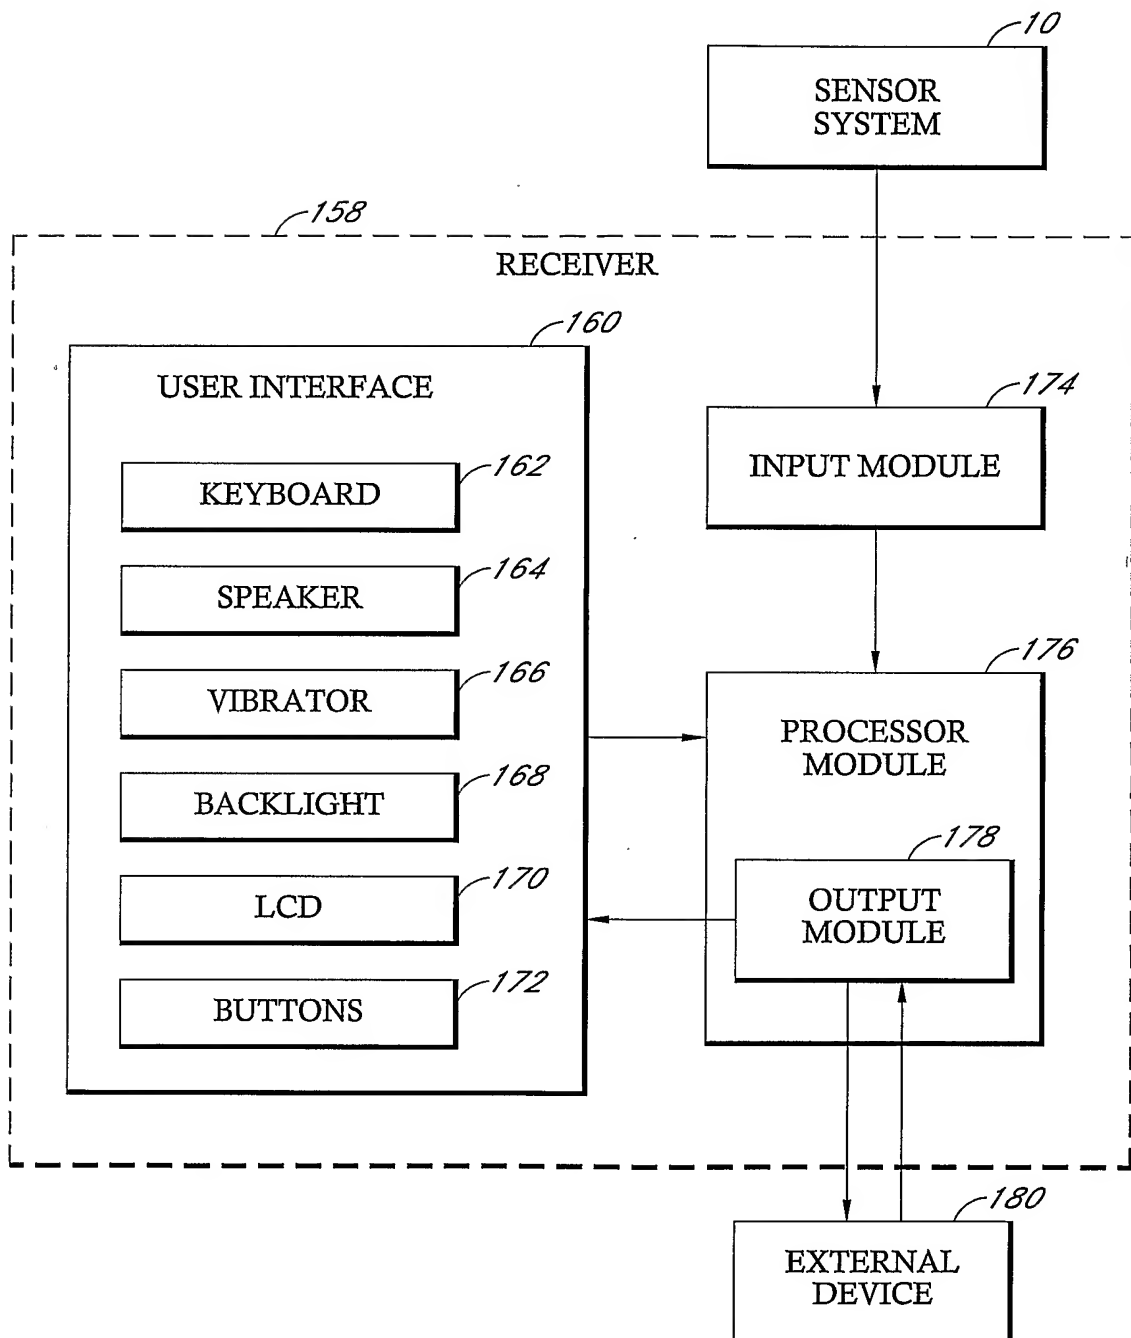 10
SENSOR
SYSTEM
158
RECEIVER
160
USER INTERFACE
174
INPUT MODULE
162
KEYBOARD
164
SPEAKER
166
VIBRATOR
176
PROCESSOR
MODULE
168
BACKLIGHT
178
OUTPUT
MODULE
170
LCD
172
BUTTONS
180
EXTERNAL
DEVICE